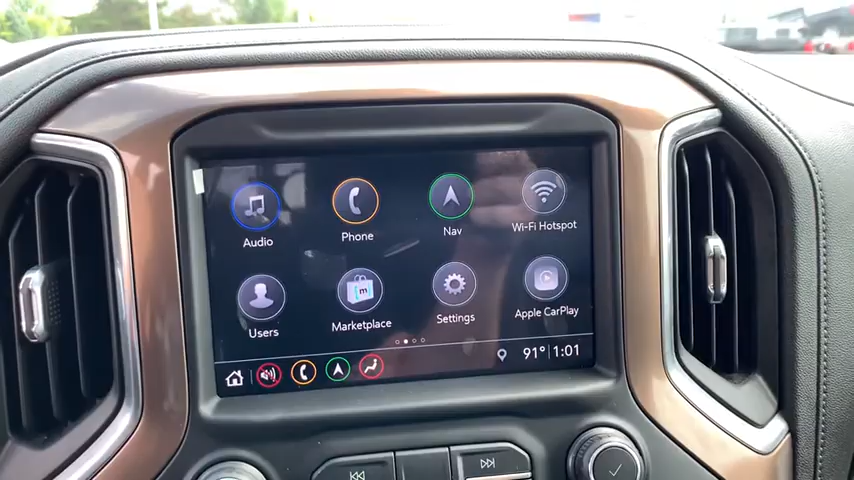 Audio
Phone
Nav
Wi-Fi Hotspot
Users
m
Marketplace
Settings
Apple CarPlay
91° 1:01